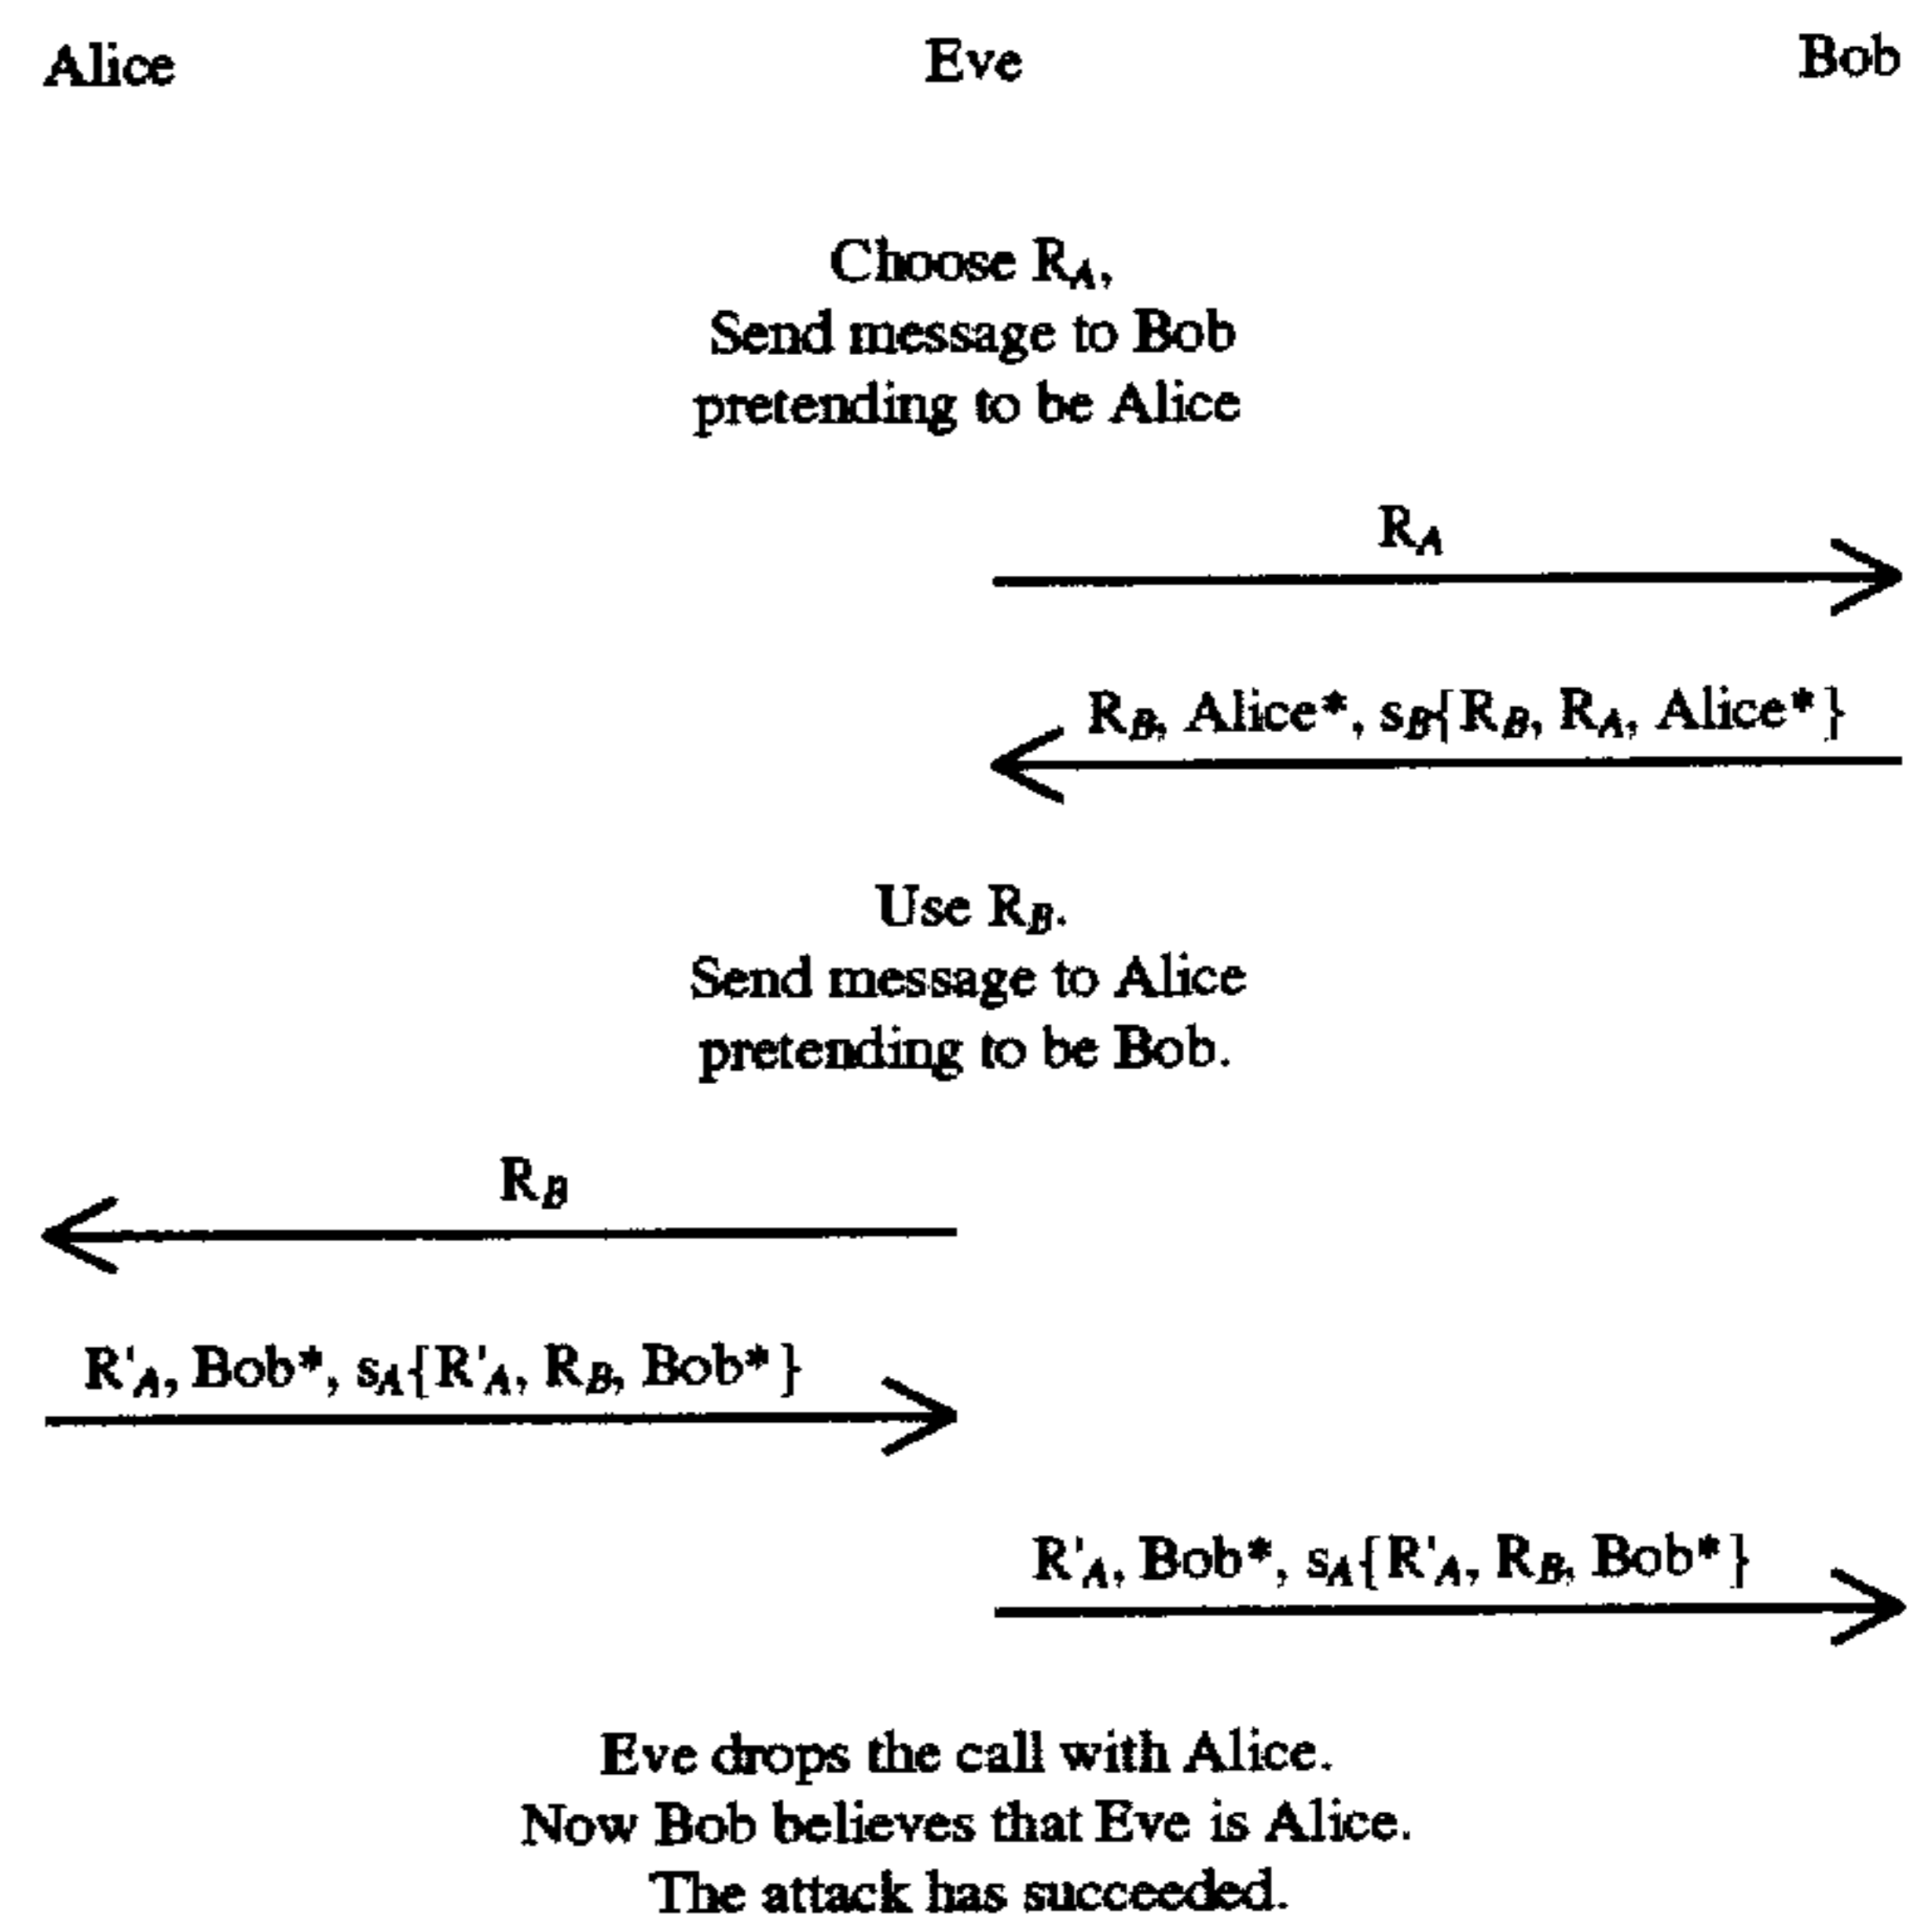 Alice Eve Bob
Choose R_A,
Send message to Bob
pretending to be Alice
R_A
R_B, Alice*, s_B{R_B, R_A, Alice*}
Use R_B.
Send message to Alice
pretending to be Bob.
R_B
R'_A, Bob*, s_A{R'_A, R_B, Bob*}
R'_A, Bob*, s_A{R'_A, R_B, Bob*}
Eve drops the call with Alice.
Now Bob believes that Eve is Alice.
The attack has succeeded.